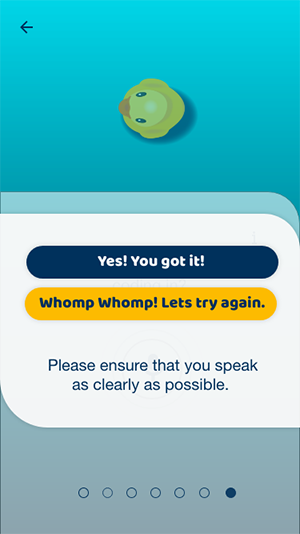 Yes! You got it!
Whomp Whomp! Lets try again.
Please ensure that you speak
as clearly as possible.